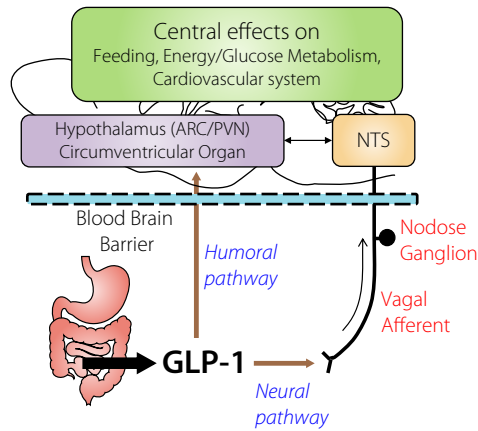 Central effects on
Feeding, Energy/Glucose Metabolism,
Cardiovascular system
Hypothalamus (ARC/PVN)
Circumventricular Organ
NTS
Blood Brain
Barrier
Humoral
pathway
Nodose
Ganglion
Vagal
Afferent
GLP-1
Neural
pathway